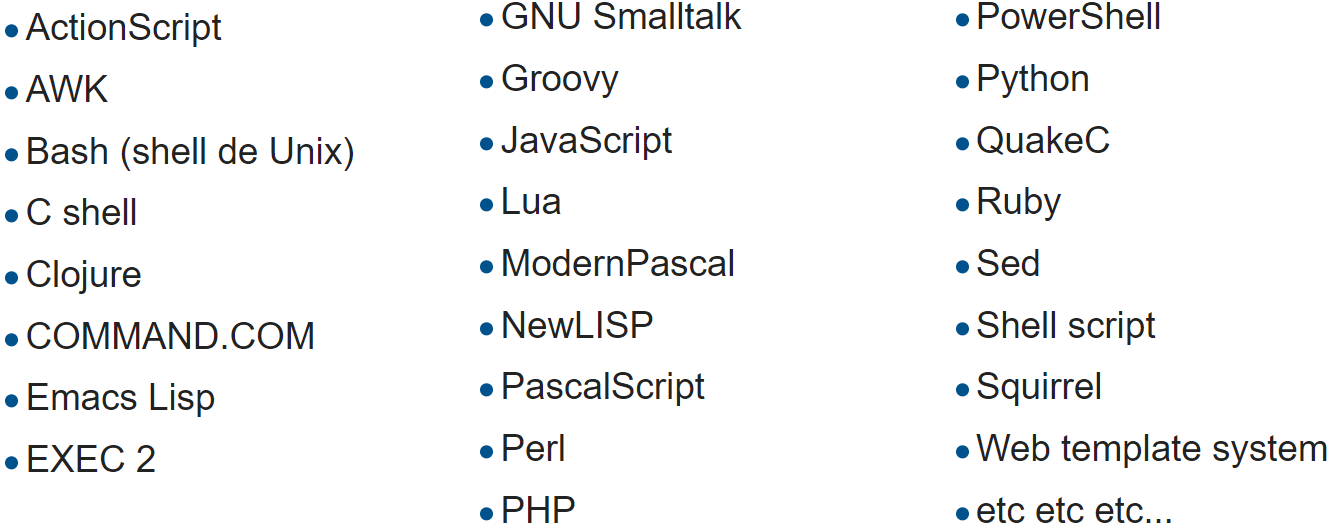 • ActionScript
• AWK
• Bash (shell de Unix)
• C shell
• Clojure
• COMMAND.COM
• Emacs Lisp
• EXEC 2
• GNU Smalltalk
• Groovy
• JavaScript
• Lua
• ModernPascal
• NewLISP
• PascalScript
• Perl
• PHP
• PowerShell
• Python
• QuakeC
• Ruby
• Sed
• Shell script
• Squirrel
• Web template system
• etc etc etc...